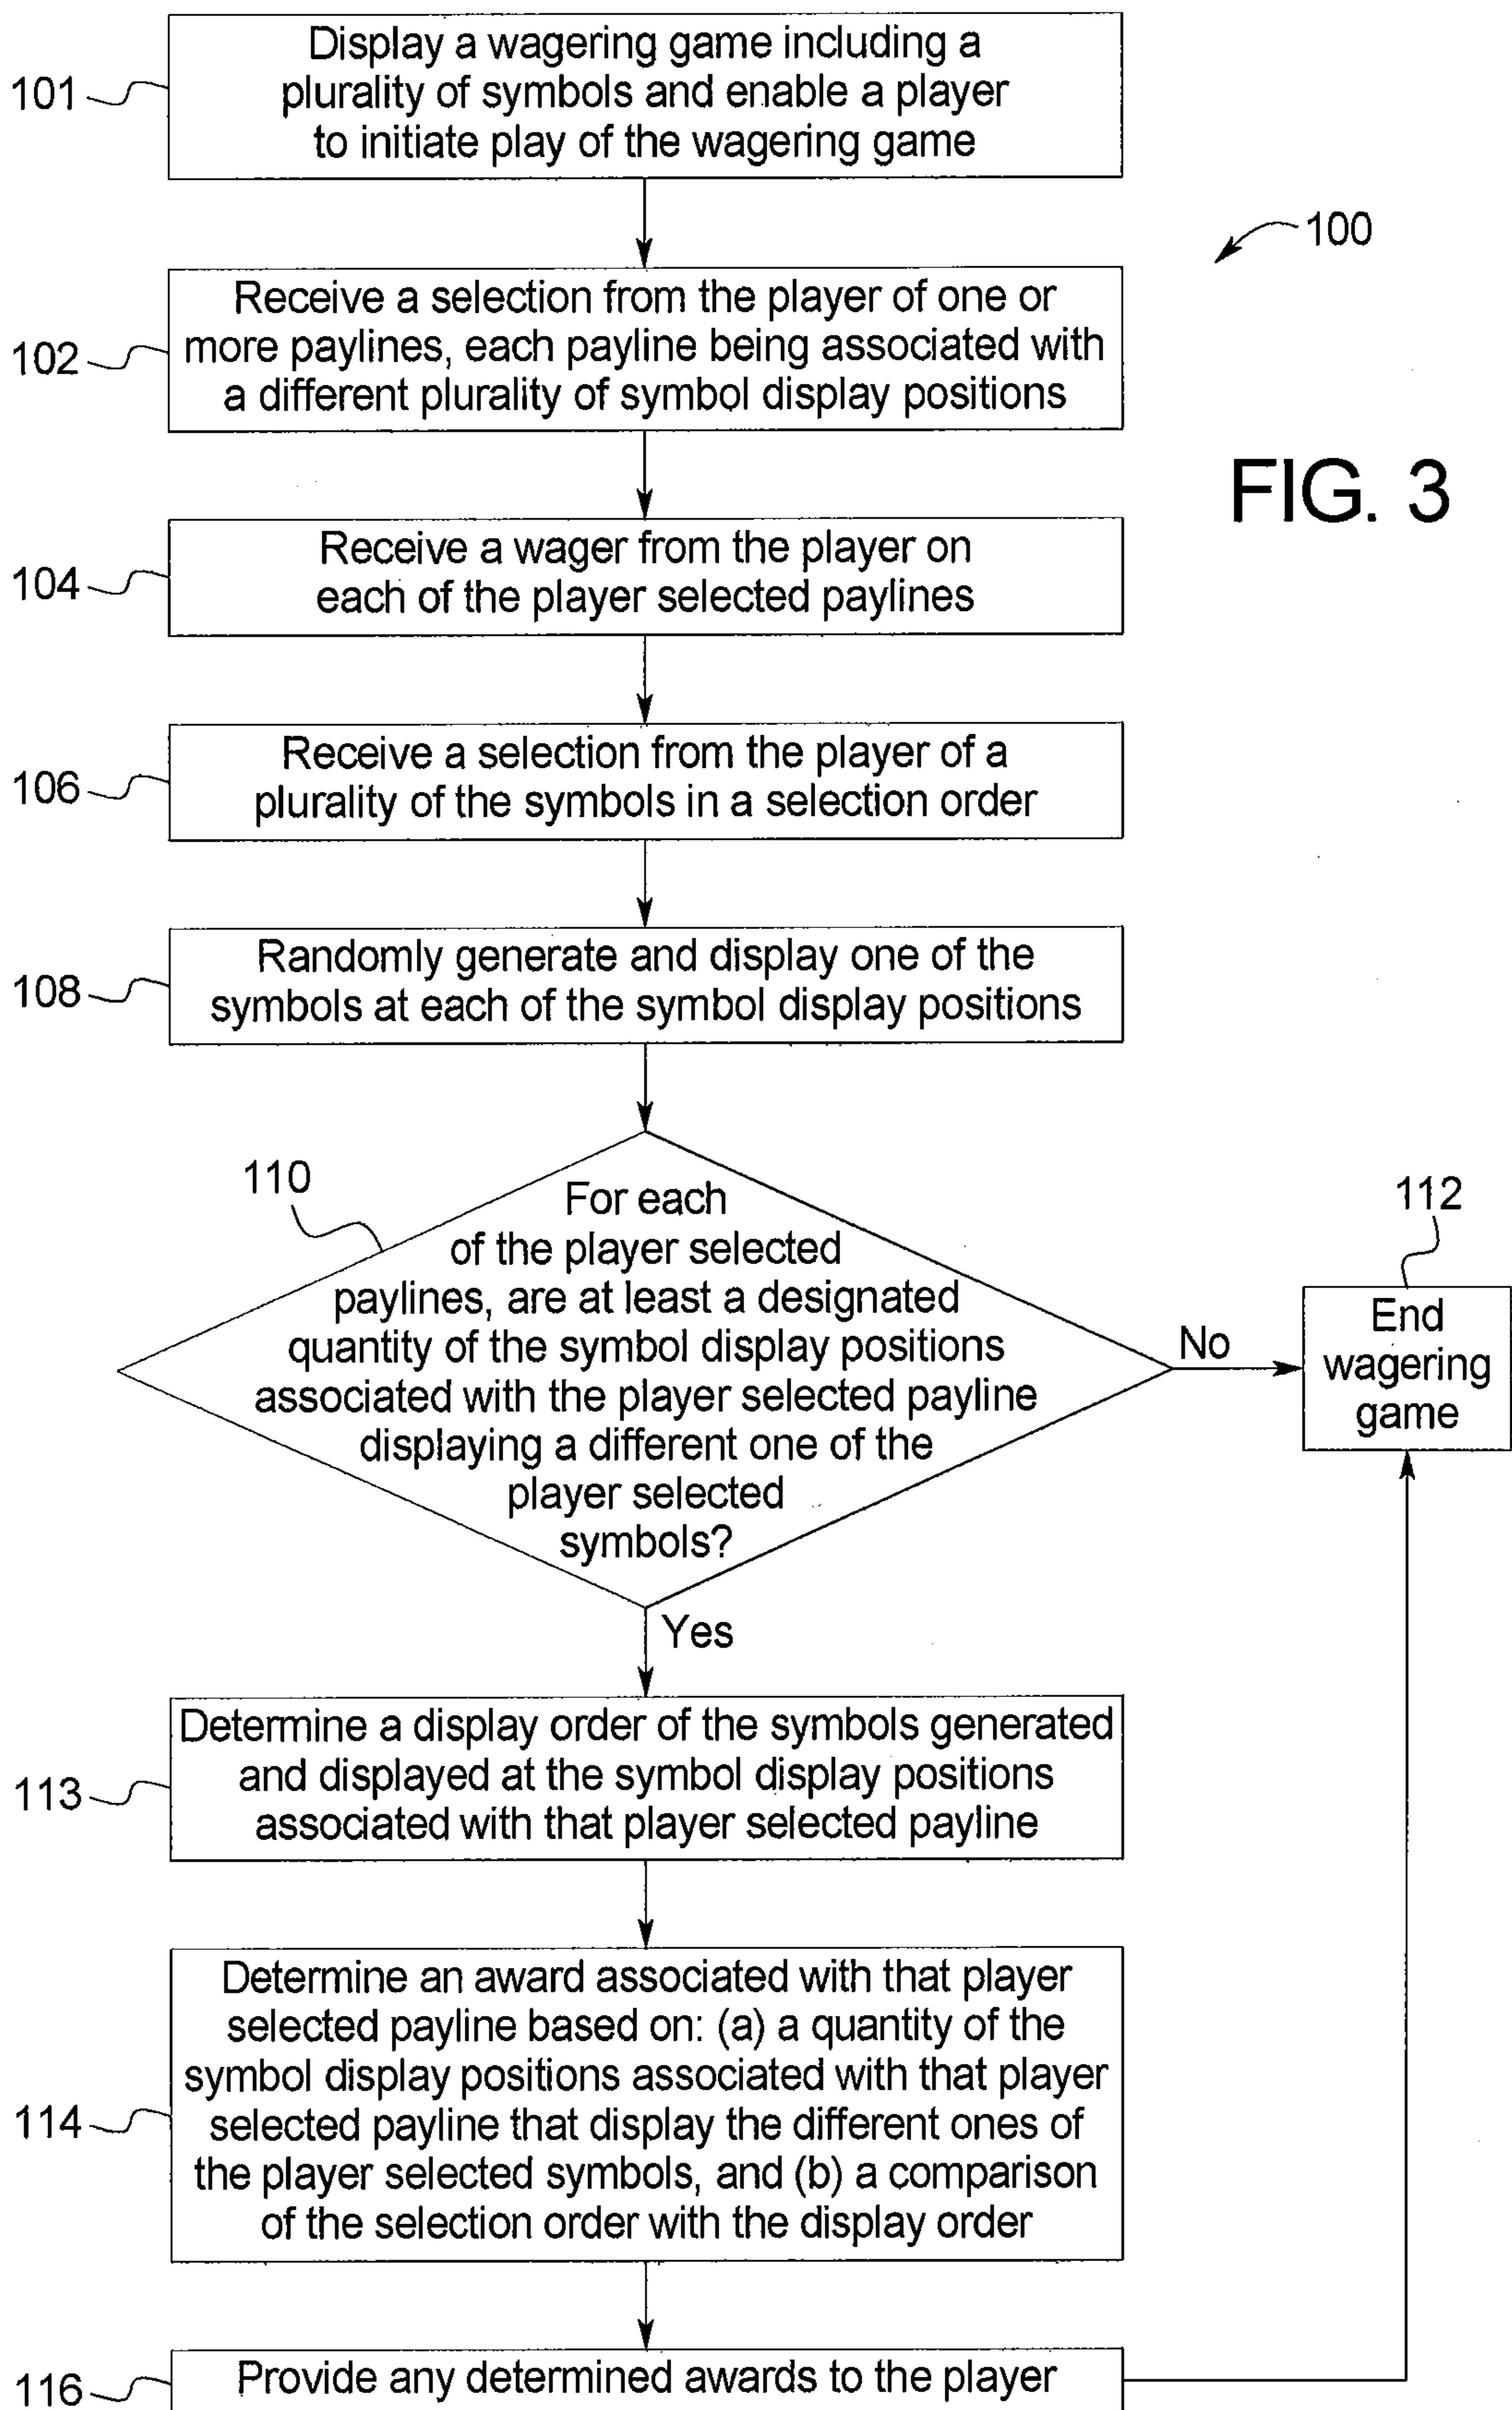 101
Display a wagering game including a
plurality of symbols and enable a player
to initiate play of the wagering game
100
102
Receive a selection from the player of one or
more paylines, each payline being associated with
a different plurality of symbol display positions
FIG. 3
104
Receive a wager from the player on
each of the player selected paylines
106
Receive a selection from the player of a
plurality of the symbols in a selection order
108
Randomly generate and display one of the
symbols at each of the symbol display positions
110
For each
of the player selected
paylines, are at least a designated
quantity of the symbol display positions
associated with the player selected payline
displaying a different one of the
player selected
symbols?
No
112
End
wagering
game
Yes
113
Determine a display order of the symbols generated
and displayed at the symbol display positions
associated with that player selected payline
114
Determine an award associated with that player
selected payline based on: (a) a quantity of the
symbol display positions associated with that player
selected payline that display the different ones of
the player selected symbols, and (b) a comparison
of the selection order with the display order
116
Provide any determined awards to the player